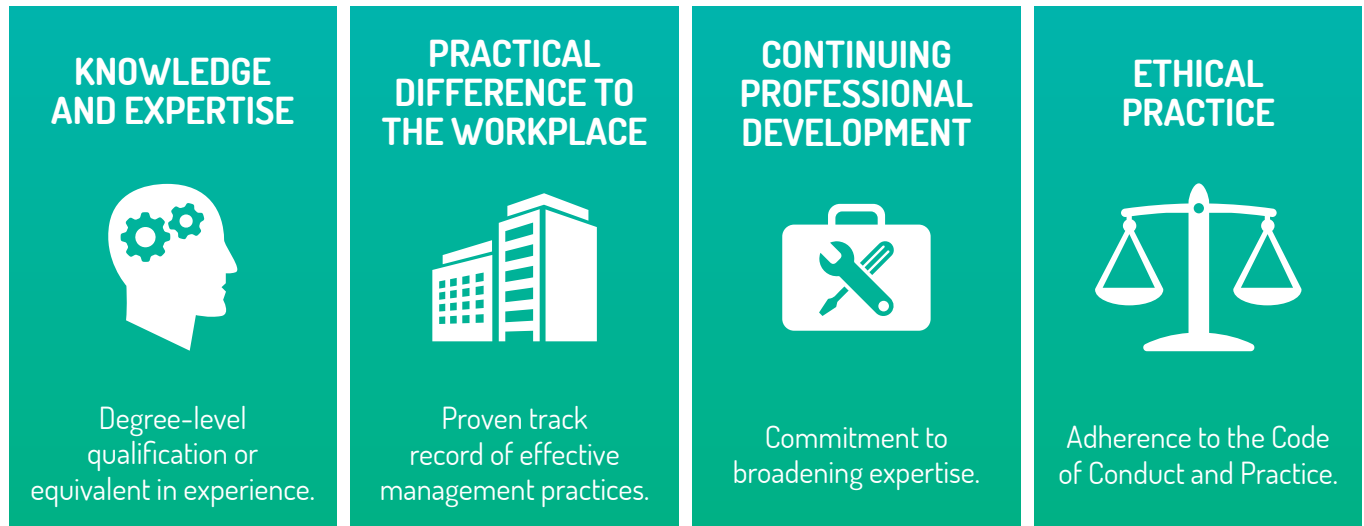 KNOWLEDGE
AND EXPERTISE
Degree-level
qualification or
equivalent in experience.
PRACTICAL
DIFFERENCE TO
THE WORKPLACE
Proven track
record of effective
management practices.
CONTINUING
PROFESSIONAL
DEVELOPMENT
Commitment to
broadening expertise.
ETHICAL
PRACTICE
Adherence to the Code
of Conduct and Practice.